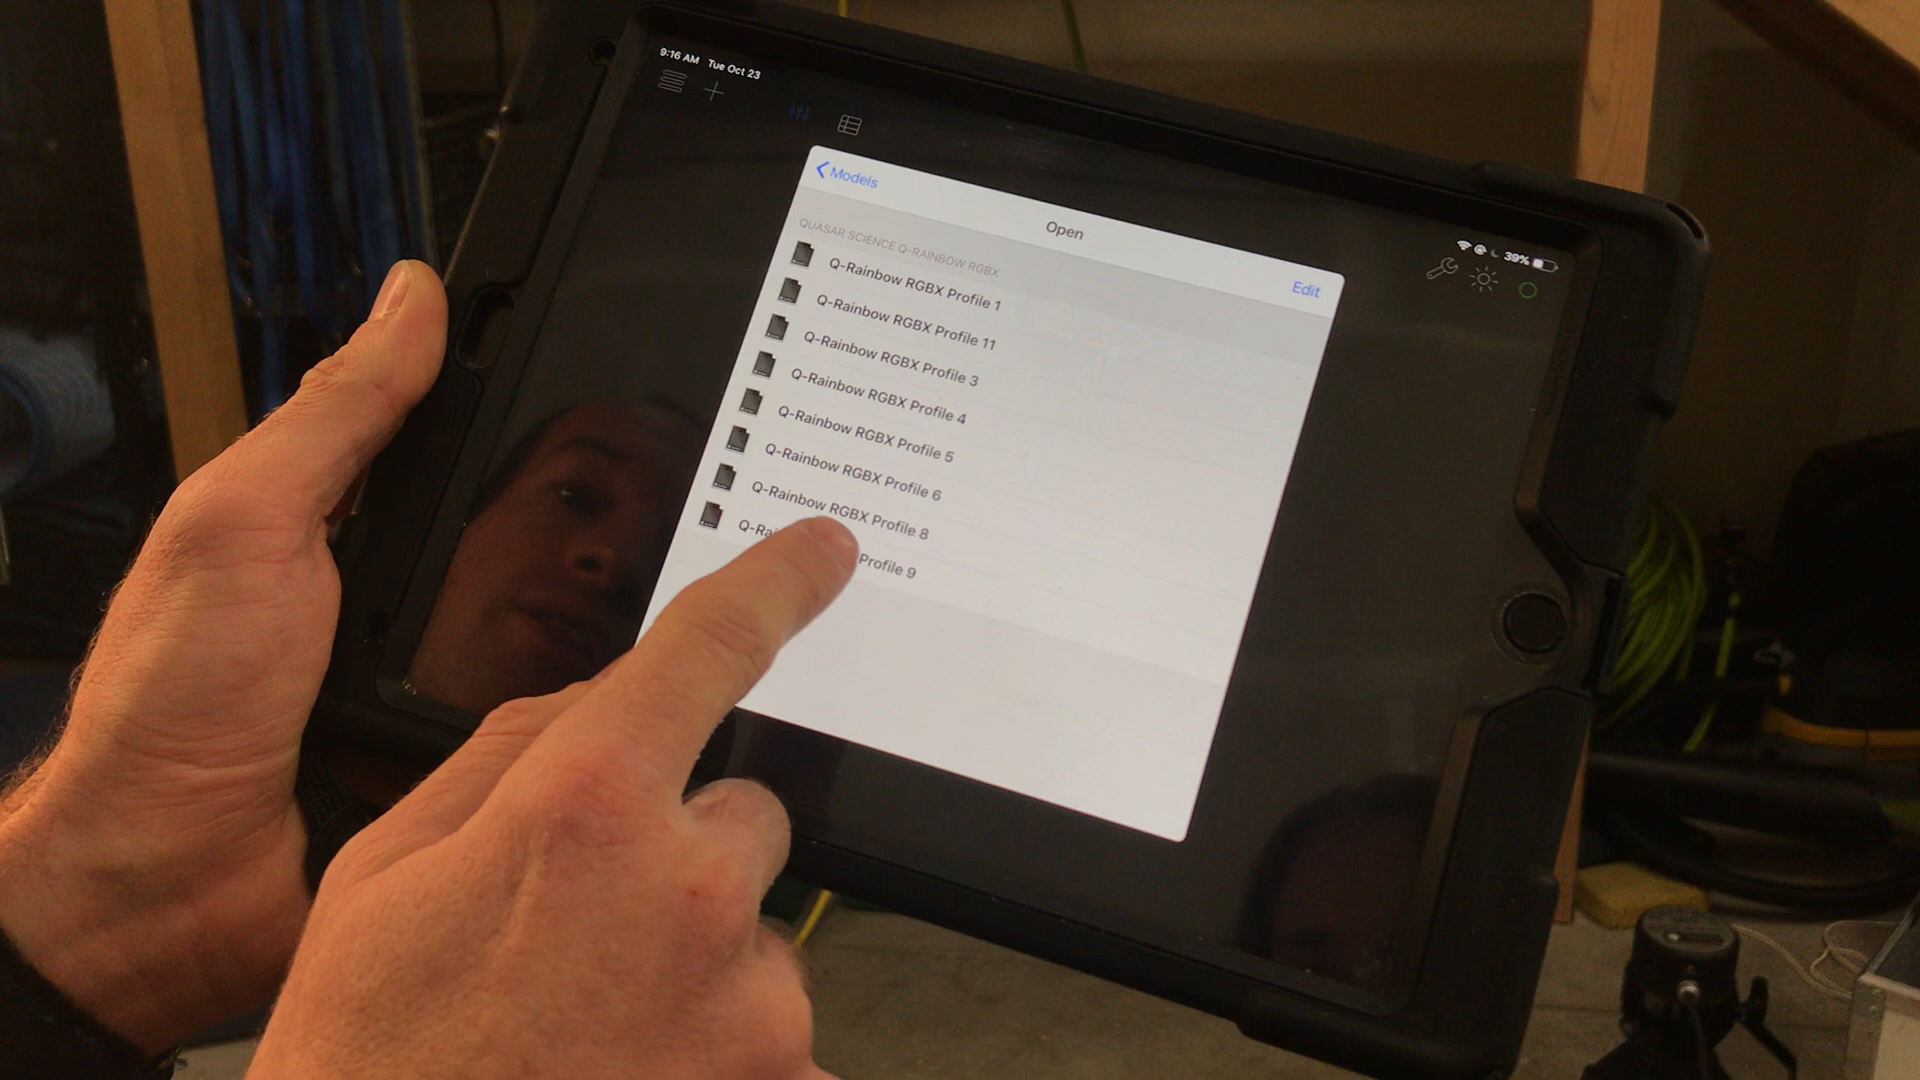 9:16 AM Tue Oct 23
39%
Models
Open
Edit
QUASAR SCIENCE Q-RAINBOW RGBX
Q-Rainbow RGBX Profile 1
Q-Rainbow RGBX Profile 11
Q-Rainbow RGBX Profile 3
Q-Rainbow RGBX Profile 4
Q-Rainbow RGBX Profile 5
Q-Rainbow RGBX Profile 6
Q-Rainbow RGBX Profile 8
Profile 9